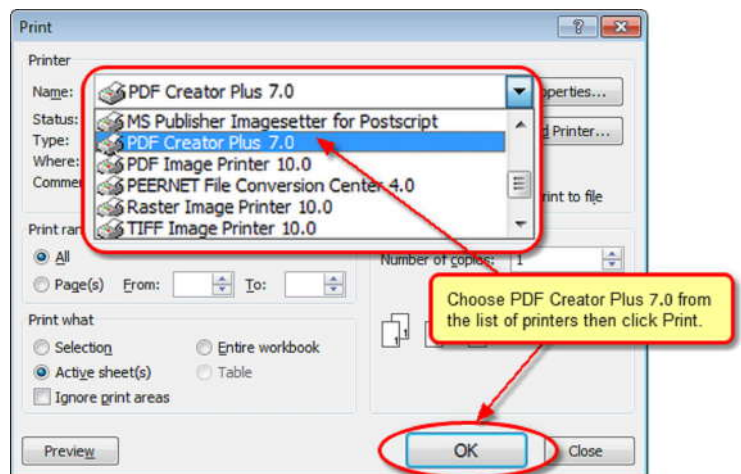 Print
Printer
Name:
PDF Creator Plus 7.0
operties...
Status:
MS Publisher Imagesetter for Postscript
Type:
PDF Creator Plus 7.0
d Printer...
Where:
PDF Image Printer 10.0
Commer
PEERNET File Conversion Center 4.0
Raster Image Printer 10.0
rint to file
TIFF Image Printer 10.0
Print ran
All
Number of copies: 1
Page(s) From: To:
Choose PDF Creator Plus 7.0 from
the list of printers then click Print.
Print what
Selection Entire workbook
Active sheet(s) Table
Ignore print areas
Preview OK Close